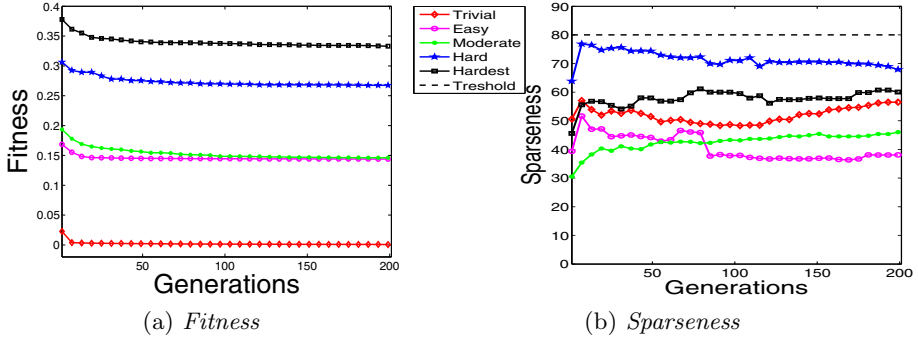 0.4
0.35
0.3
0.25
0.2
0.15
0.1
0.05
0
Fitness
50
100
150
200
Generations
(a) Fitness
Trivial
Easy
Moderate
Hard
Hardest
Treshold
90
80
70
60
50
40
30
20
10
0
Sparseness
50
100
150
200
Generations
(b) Sparseness